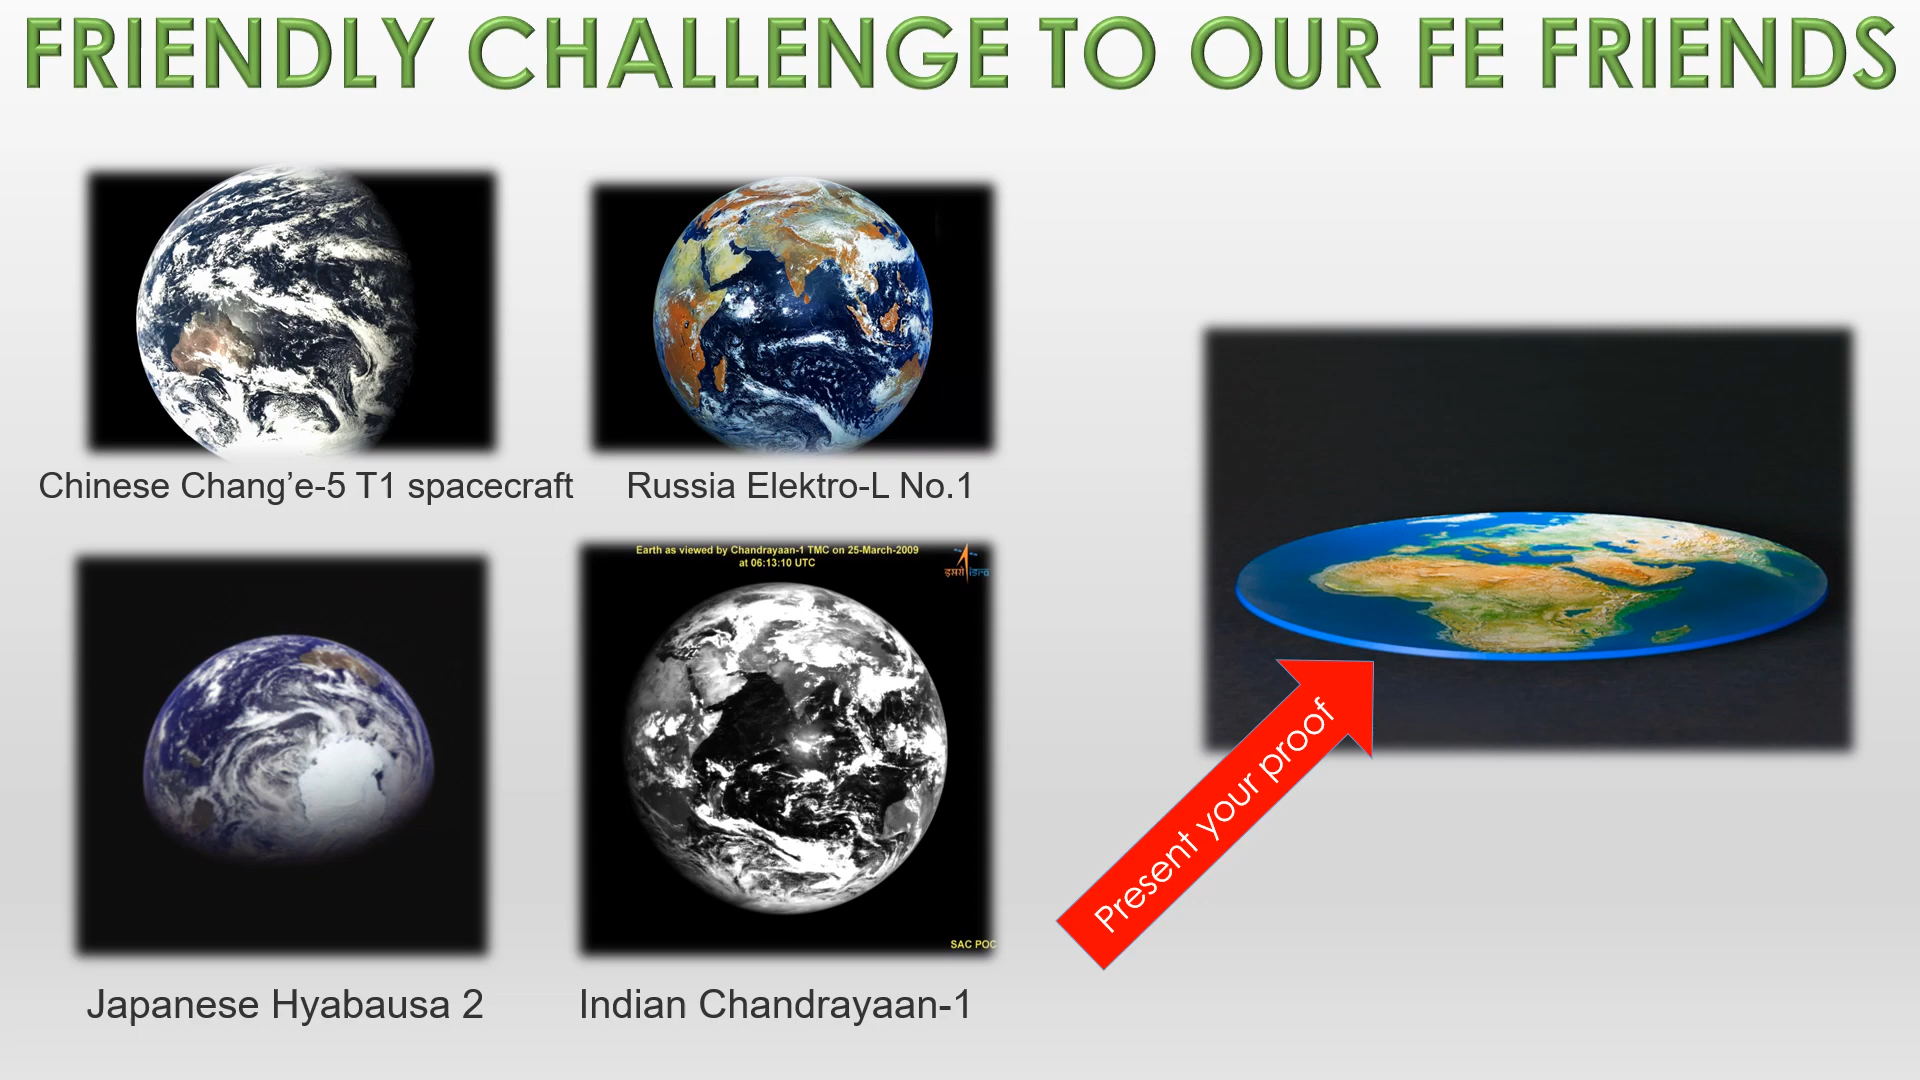 FRIENDLY CHALLENGE TO OUR FE FRIENDS
Chinese Chang’e-5 T1 spacecraft
Russia Elektro-L No.1
Earth as viewed by Chandrayaan-1 TMC on 25-March-2009
at 06:13:10 UTC
इसरो isro
SAC POC
Present your proof
Japanese Hyabausa 2
Indian Chandrayaan-1